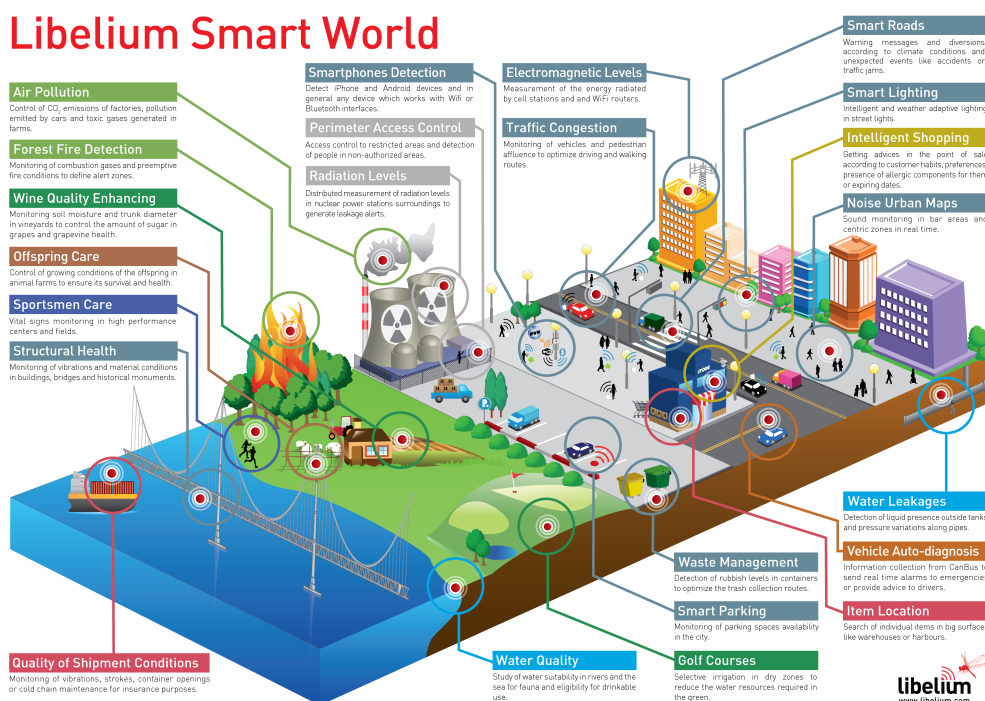 Libelium Smart World
Air Pollution
Control of CO₂ emissions of factories, pollution
emitted by cars and toxic gases generated in
farms.
Forest Fire Detection
Monitoring of combustion gases and preemptive
fire conditions to define alert zones.
Wine Quality Enhancing
Monitoring soil moisture and trunk diameter
in vineyards to control the amount of sugar in
grapes and grapevine health.
Offspring Care
Control of growing conditions of the offspring in
animal farms to ensure its survival and health.
Sportsmen Care
Vital signs monitoring in high performance
centers and fields.
Structural Health
Monitoring of vibrations and material conditions
in buildings, bridges and historical monuments.
Quality of Shipment Conditions
Monitoring of vibrations, strokes, container openings
or cold chain maintenance for insurance purposes.
Smartphones Detection
Detect iPhone and Android devices and in
general any device which works with Wifi or
Bluetooth interfaces.
Perimeter Access Control
Access control to restricted areas and detection
of people in non-authorized areas.
Radiation Levels
Distributed measurement of radiation levels
in nuclear power stations surroundings to
generate leakage alerts.
Electromagnetic Levels
Measurement of the energy radiated
by cell stations and and WiFi routers.
Traffic Congestion
Monitoring of vehicles and pedestrian
affluence to optimize driving and walking
routes.
Smart Roads
Warning messages and diversions
according to climate conditions and
unexpected events like accidents or
traffic jams.
Smart Lighting
Intelligent and weather adaptive lighting
in street lights.
Intelligent Shopping
Getting advices in the point of sale
according to customer habits, preferences,
presence of allergic components for them
or expiring dates.
Noise Urban Maps
Sound monitoring in bar areas and
centric zones in real time.
STORE
P
Water Leakages
Detection of liquid presence outside tanks
and pressure variations along pipes.
Vehicle Auto-diagnosis
Information collection from CanBus to
send real time alarms to emergencies
or provide advice to drivers.
Item Location
Search of individual items in big surfaces
like warehouses or harbours.
Waste Management
Detection of rubbish levels in containers
to optimize the trash collection routes.
Smart Parking
Monitoring of parking spaces availability
in the city.
Golf Courses
Selective irrigation in dry zones to
reduce the water resources required in
the green.
Water Quality
Study of water suitability in rivers and the
sea for fauna and eligibility for drinkable
use.
libelium
www.libelium.com